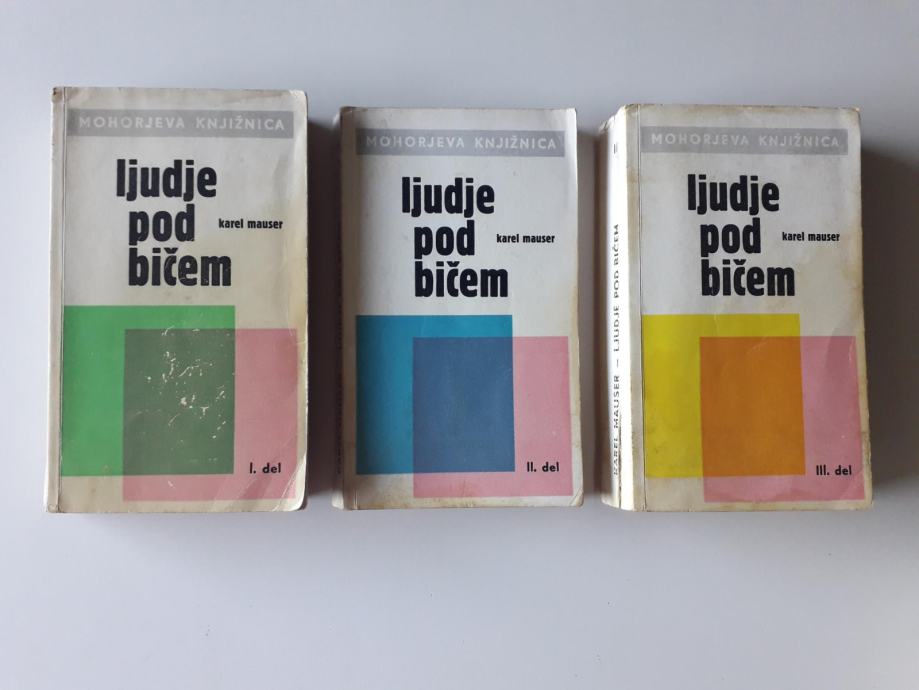 MOHORJEVA KNJIŽNICA
ljudje
pod
karel mauser
bičem
I. del
MOHORJEVA KNJIŽNICA
ljudje
pod
karel mauser
bičem
II. del
KAREL MAUSER – LJUDJE POD BIČEM
MOHORJEVA KNJIŽNICA
ljudje
pod
karel mauser
bičem
III. del